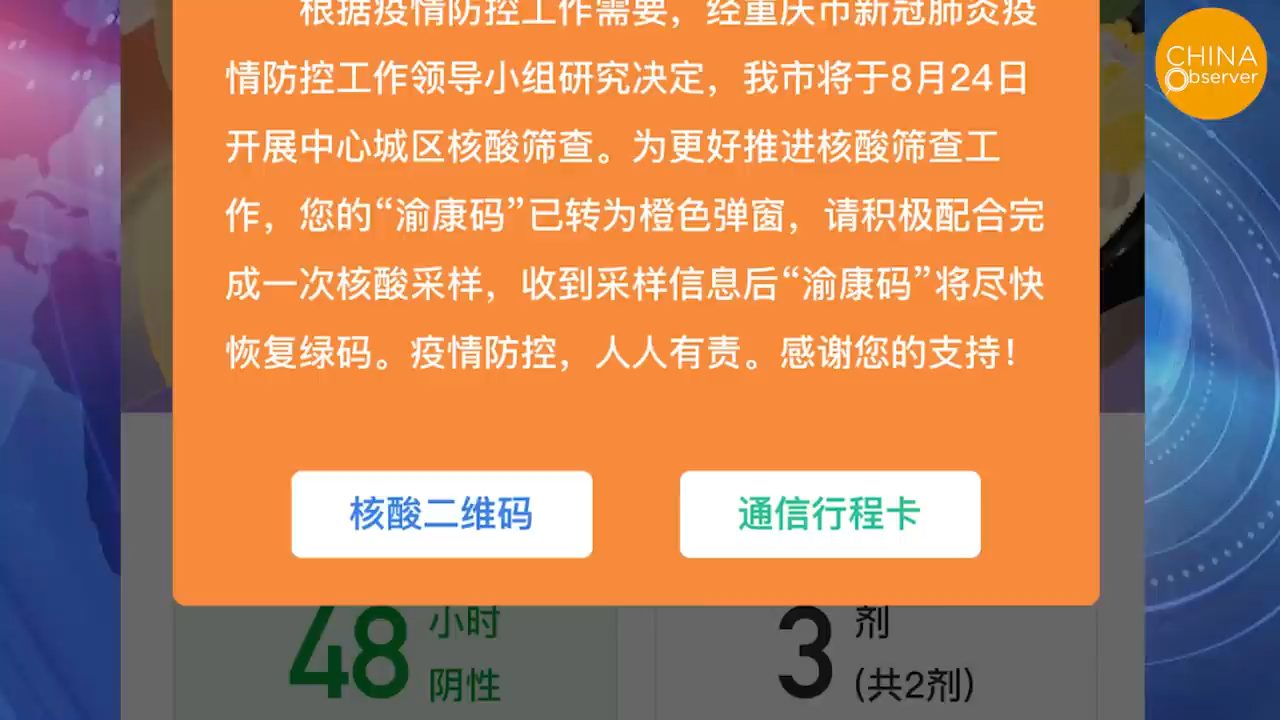 根据疫情防控工作需要，经重庆市新冠肺炎疫
情防控工作领导小组研究决定，我市将于8月24日
开展中心城区核酸筛查。为更好推进核酸筛查工
作，您的“渝康码”已转为橙色弹窗，请积极配合完
成一次核酸采样，收到采样信息后“渝康码”将尽快
恢复绿码。疫情防控，人人有责。感谢您的支持！
核酸二维码
通信行程卡
48 小时
阴性
3 剂
(共2剂)
CHINA
Observer